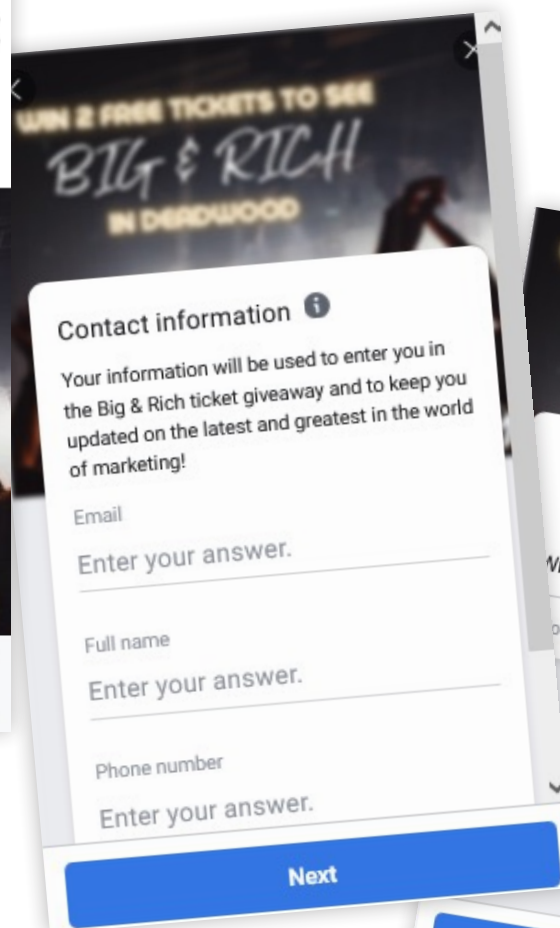 WIN 2 FREE TICKETS TO SEE
BIG & RICH
IN DEADWOOD
Contact information
Your information will be used to enter you in
the Big & Rich ticket giveaway and to keep you
updated on the latest and greatest in the world
of marketing!
Email
Enter your answer.
Full name
Enter your answer.
Phone number
Enter your answer.
Next